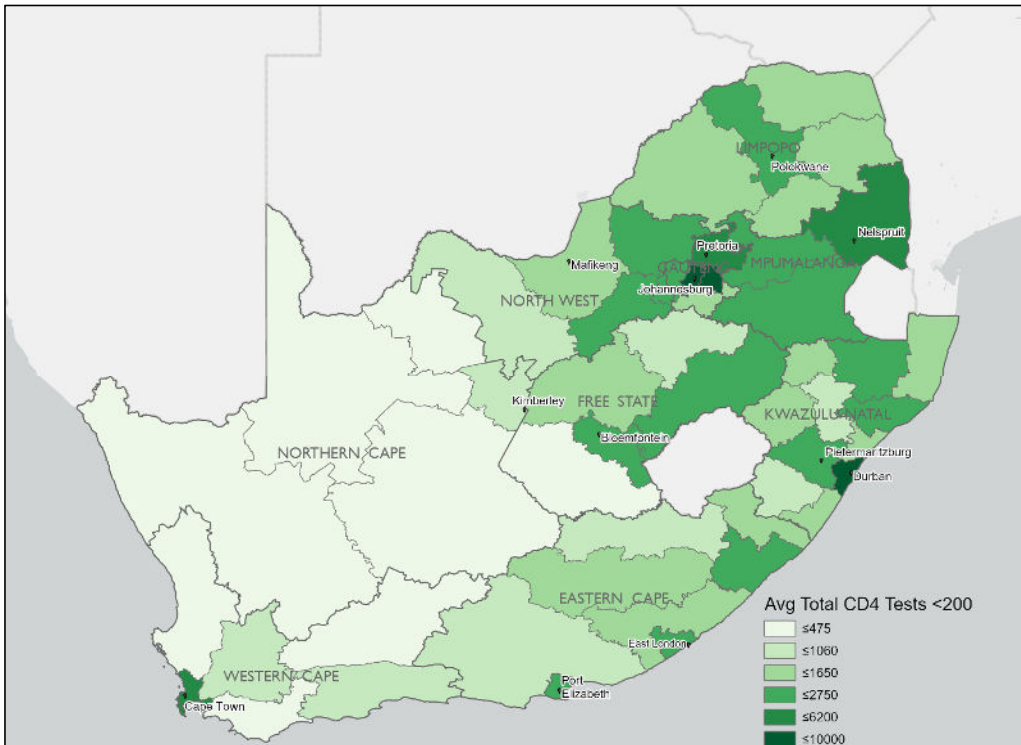 LIMPOPO
Polokwane
Nelspruit
Pretoria
Mafikeng
GAUTENG
MPUMALANGA
Johannesburg
NORTH WEST
Kimberley
FREE STATE
KWAZULU-NATAL
Bloemfontein
NORTHERN CAPE
Pietermaritzburg
Durban
EASTERN CAPE
East London
WESTERN CAPE
Port
Elizabeth
Cape Town
Avg Total CD4 Tests <200
≤475
≤1060
≤1650
≤2750
≤6200
≤10000